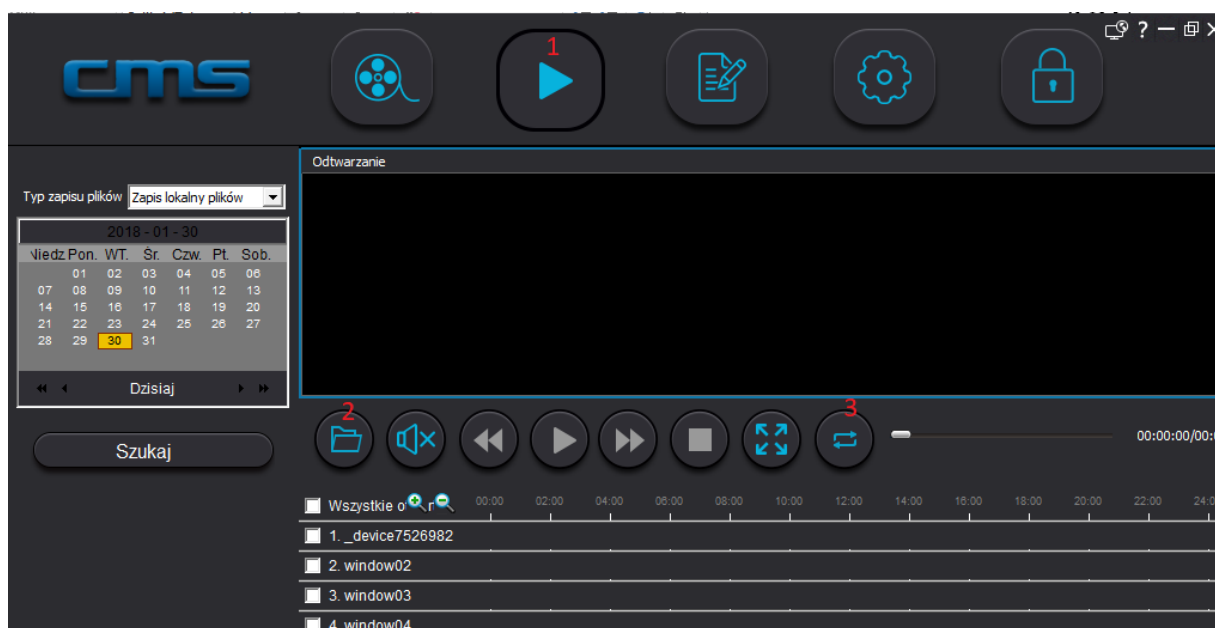 1
cms
?
Odtwarzanie
Typ zapisu plików Zapis lokalny plików
2018 - 01 - 30
Niedz Pon. WT. Śr. Czw. Pt. Sob.
01 02 03 04 05 06
07 08 09 10 11 12 13
14 15 16 17 18 19 20
21 22 23 24 25 26 27
28 29 30 31
Dzisiaj
2 3
00:00:00/00:
Szukaj
Wszystkie o r 00:00 02:00 04:00 06:00 08:00 10:00 12:00 14:00 16:00 18:00 20:00 22:00 24:0
1. _device7526982
2. window02
3. window03
4. window04